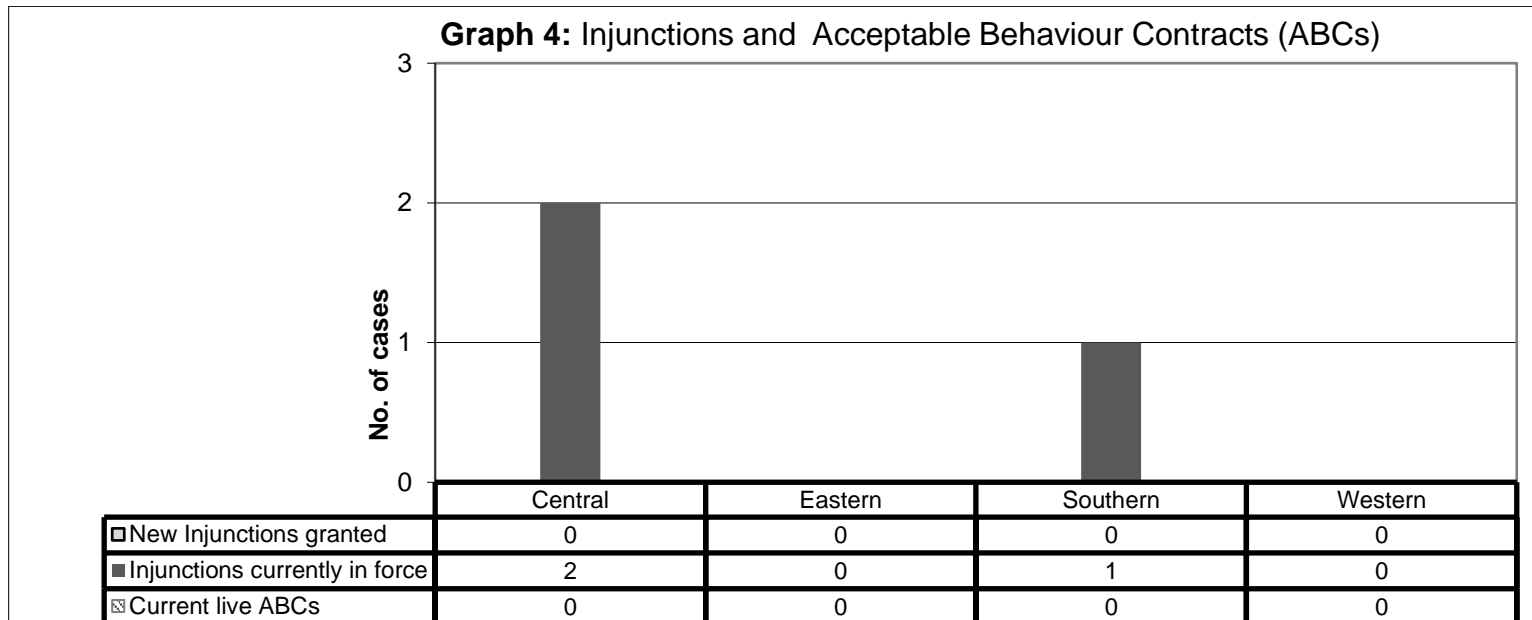 Graph 4: Injunctions and Acceptable Behaviour Contracts (ABCs)
3
2
1
0
No. of cases
Central Eastern Southern Western
New Injunctions granted 0 0 0 0
Injunctions currently in force 2 0 1 0
Current live ABCs 0 0 0 0